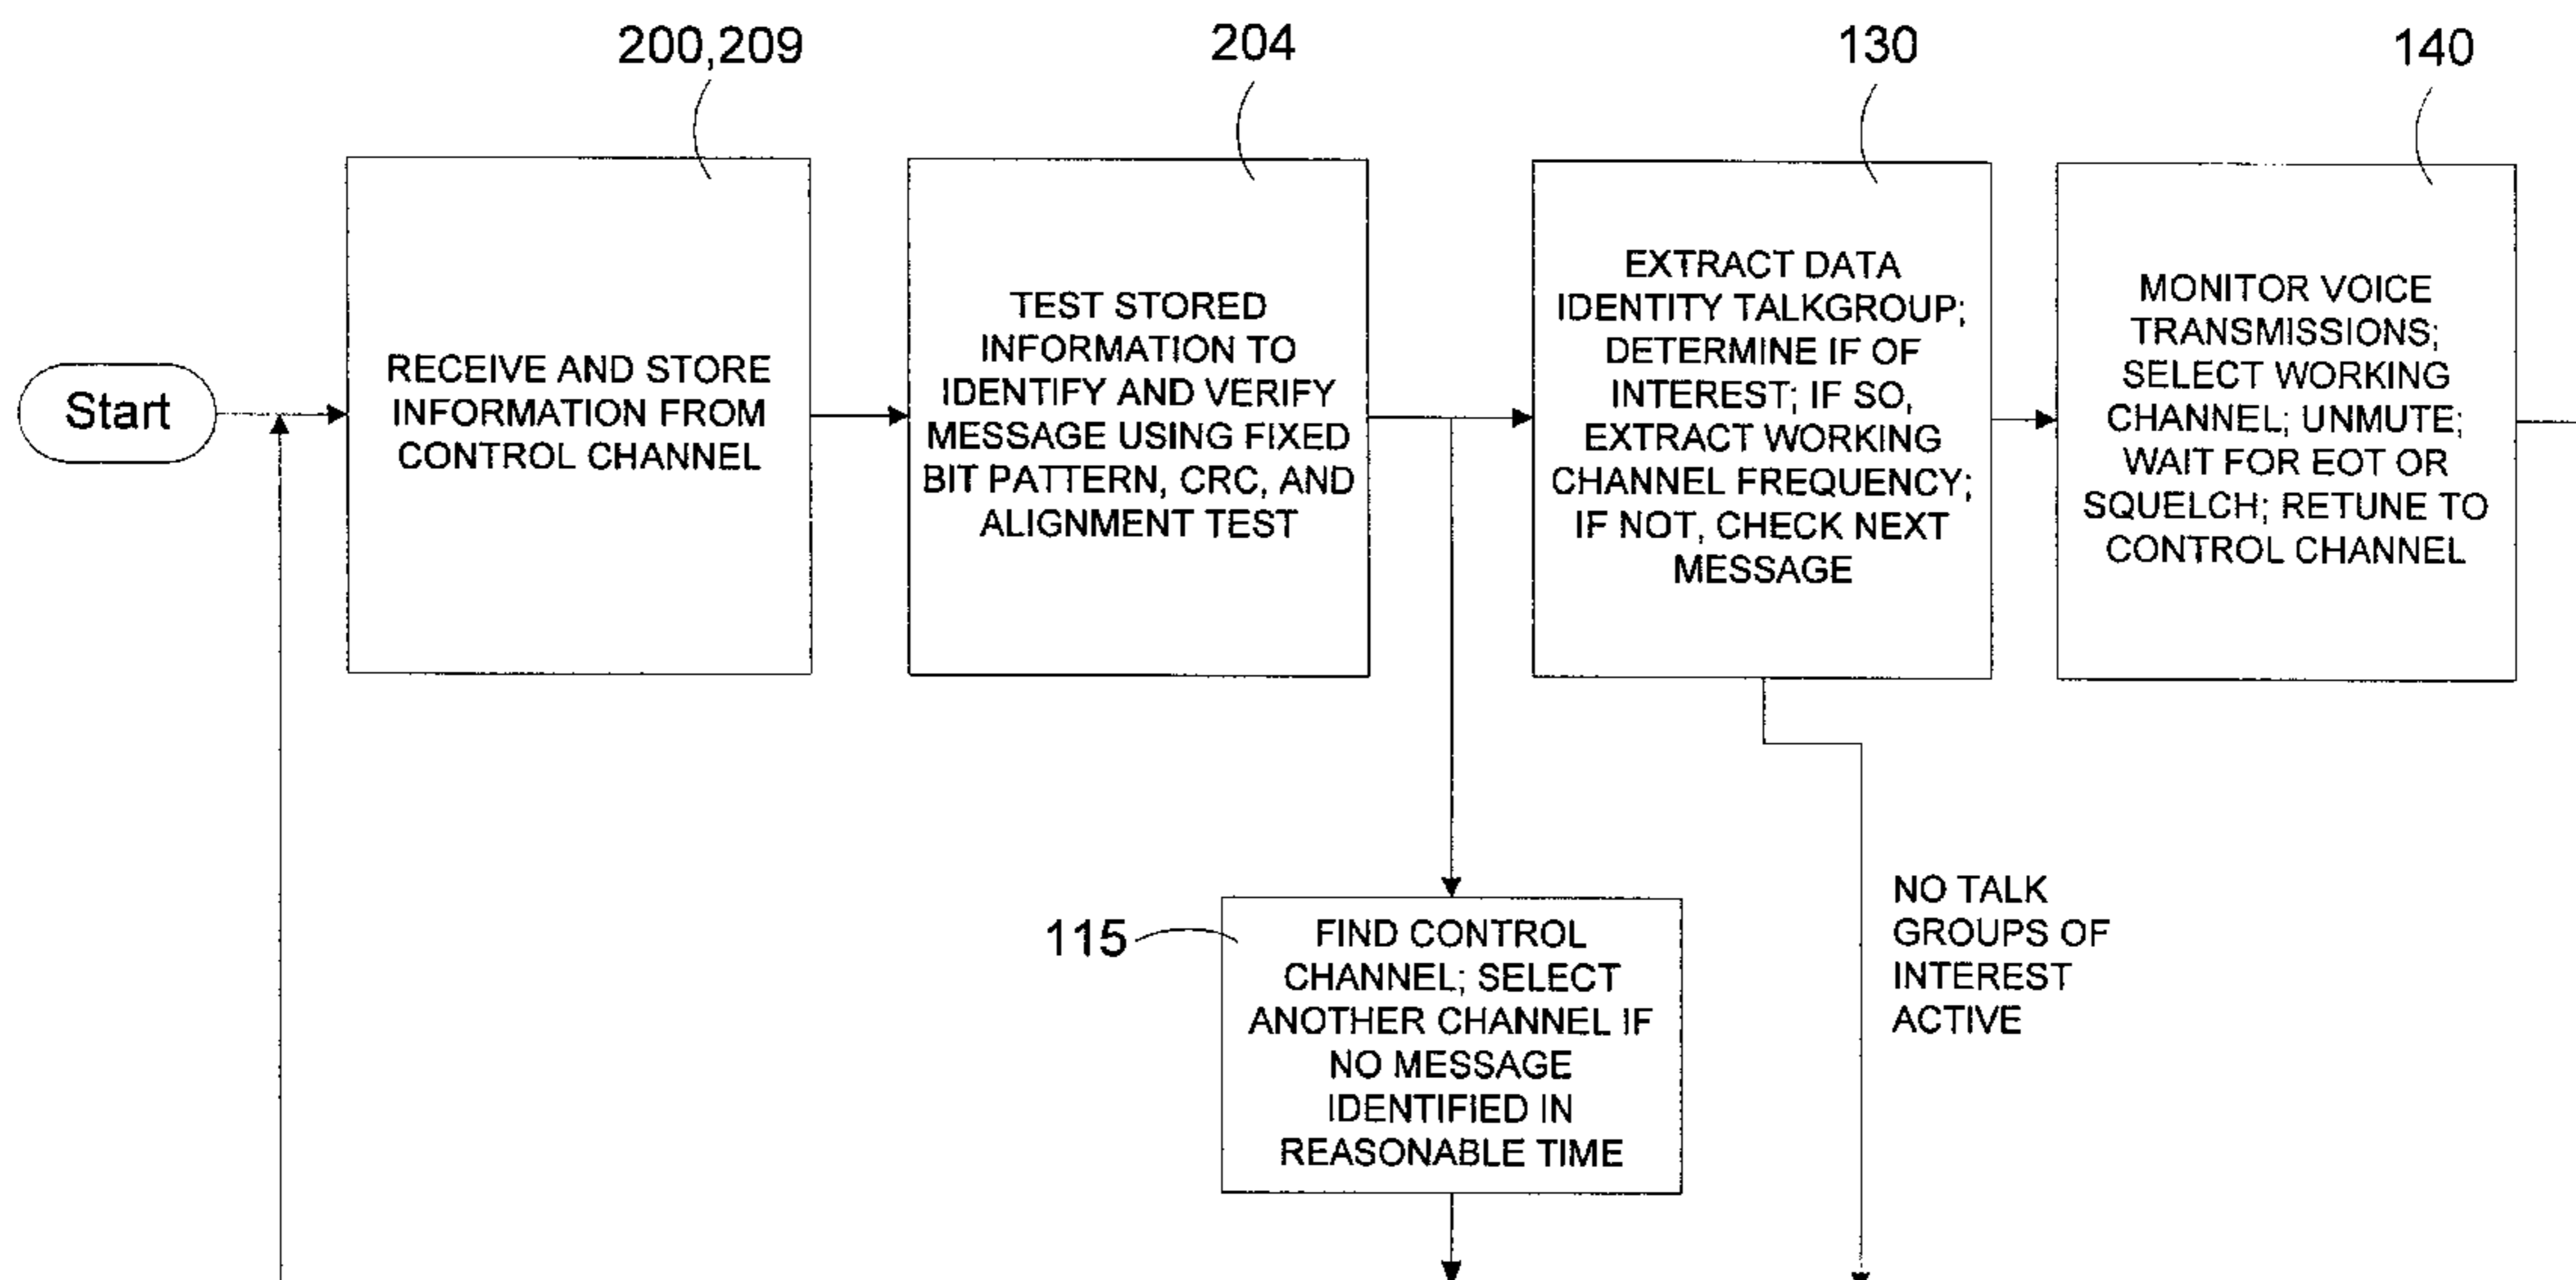 200,209
204
130
140
Start
RECEIVE AND STORE
INFORMATION FROM
CONTROL CHANNEL
TEST STORED
INFORMATION TO
IDENTIFY AND VERIFY
MESSAGE USING FIXED
BIT PATTERN, CRC, AND
ALIGNMENT TEST
EXTRACT DATA
IDENTITY TALKGROUP;
DETERMINE IF OF
INTEREST; IF SO,
EXTRACT WORKING
CHANNEL FREQUENCY;
IF NOT, CHECK NEXT
MESSAGE
MONITOR VOICE
TRANSMISSIONS;
SELECT WORKING
CHANNEL; UNMUTE;
WAIT FOR EOT OR
SQUELCH; RETUNE TO
CONTROL CHANNEL
115
FIND CONTROL
CHANNEL; SELECT
ANOTHER CHANNEL IF
NO MESSAGE
IDENTIFIED IN
REASONABLE TIME
NO TALK
GROUPS OF
INTEREST
ACTIVE